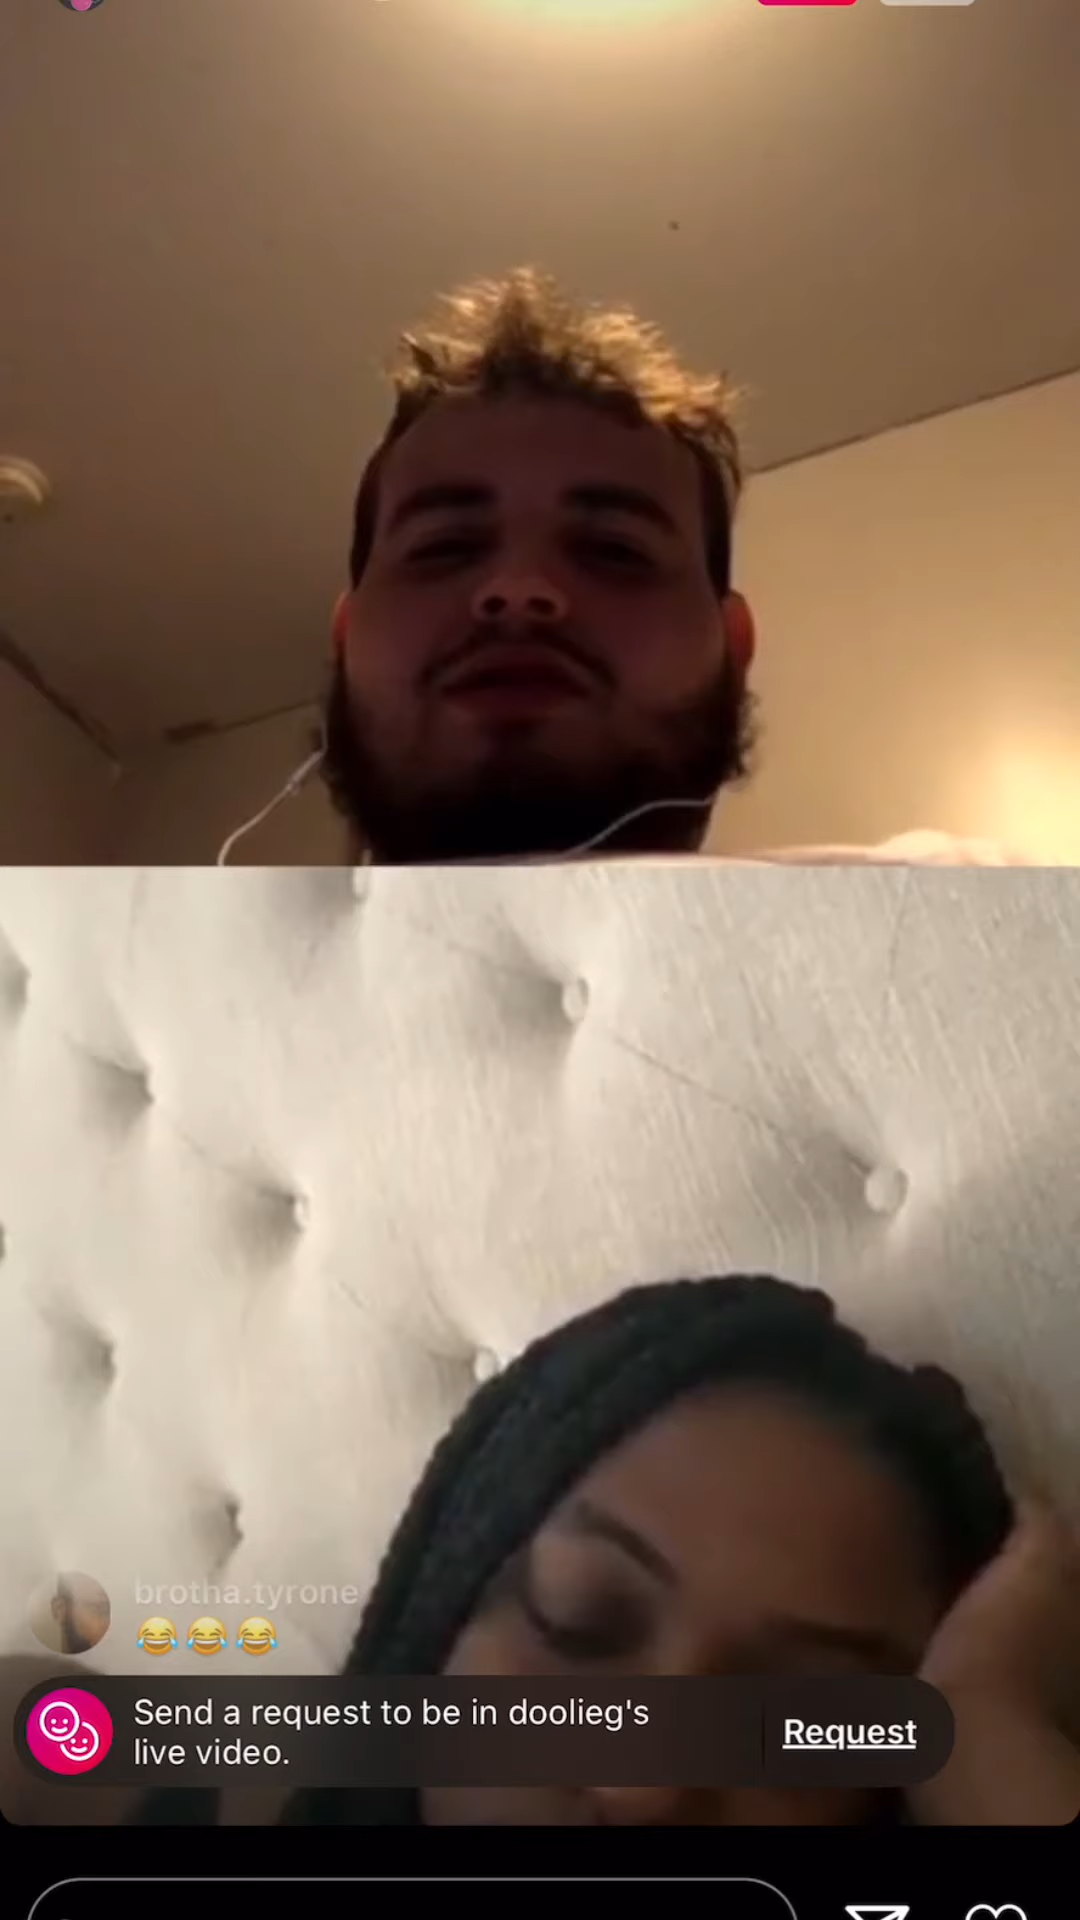 brotha.tyrone
😂😂😂
Send a request to be in doolieg's
live video.
Request